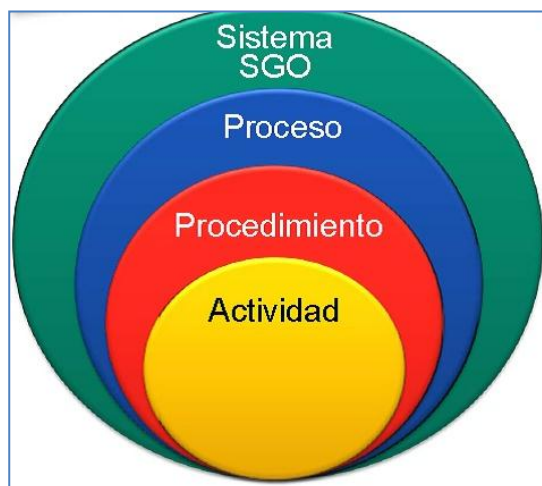 Sistema
SGO
Proceso
Procedimiento
Actividad